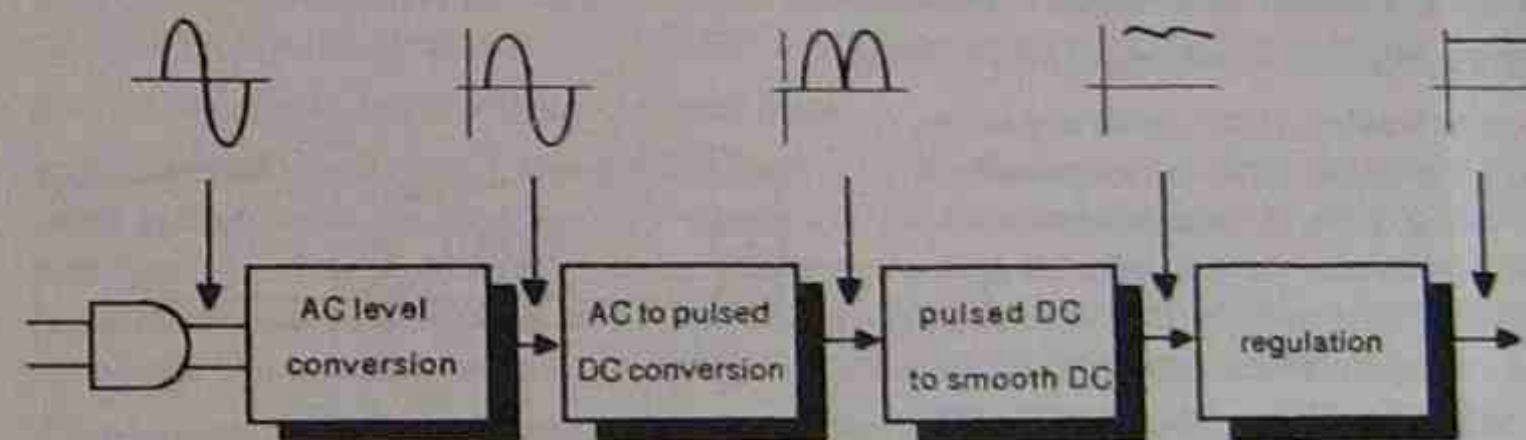 AC level
conversion
AC to pulsed
DC conversion
pulsed DC
to smooth DC
regulation